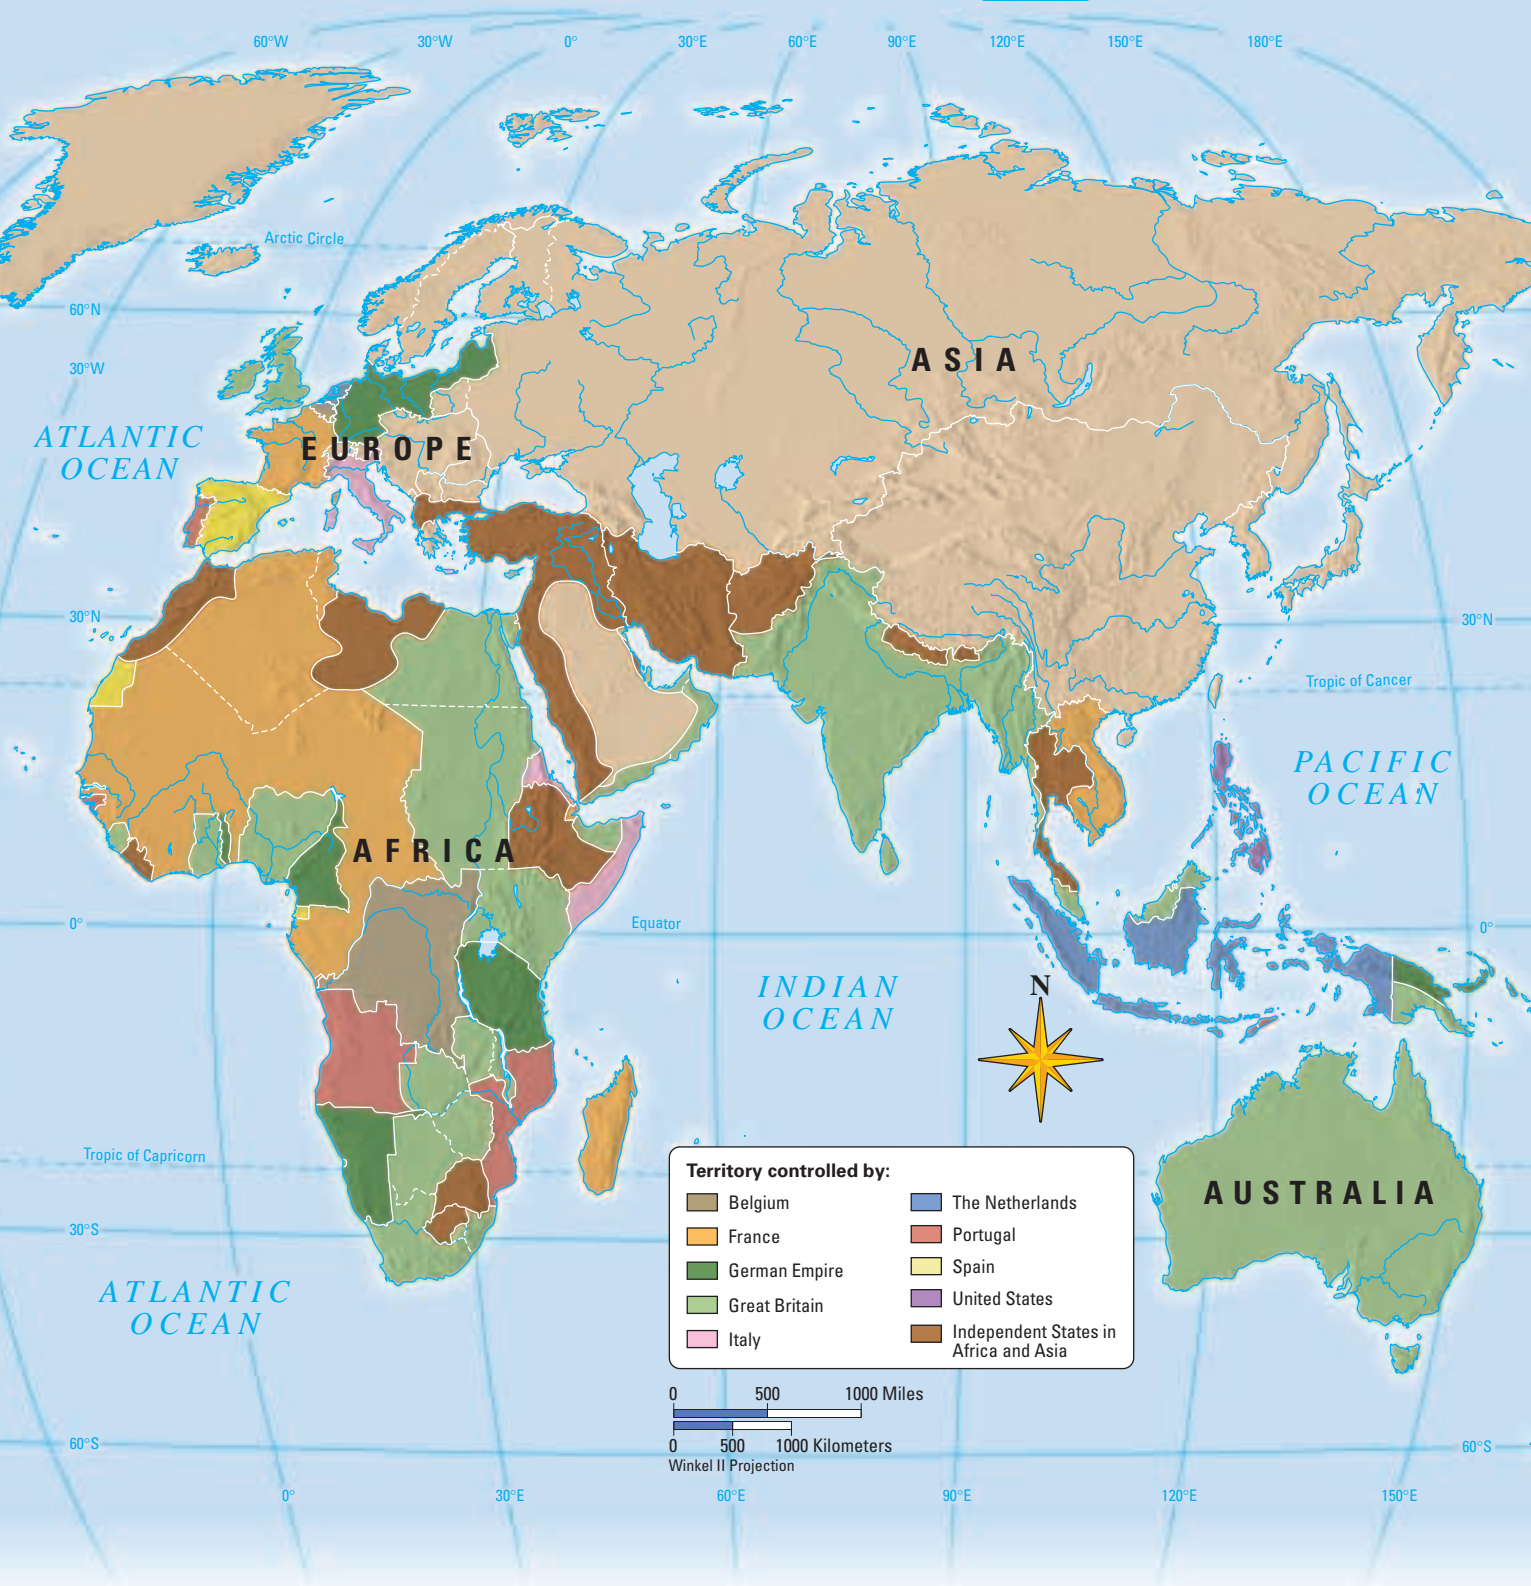 60°W 30°W 0° 30°E 60°E 90°E 120°E 150°E 180°E
Arctic Circle
60°N
30°W
ASIA
ATLANTIC
OCEAN
EUROPE
30°N
30°N
Tropic of Cancer
PACIFIC
OCEAN
AFRICA
0°
Equator
0°
INDIAN
OCEAN
N
Tropic of Capricorn
AUSTRALIA
30°S
ATLANTIC
OCEAN
Territory controlled by:
Belgium
France
German Empire
Great Britain
Italy
The Netherlands
Portugal
Spain
United States
Independent States in
Africa and Asia
0 500 1000 Miles
0 500 1000 Kilometers
Winkel II Projection
60°S
60°S
0° 30°E 60°E 90°E 120°E 150°E